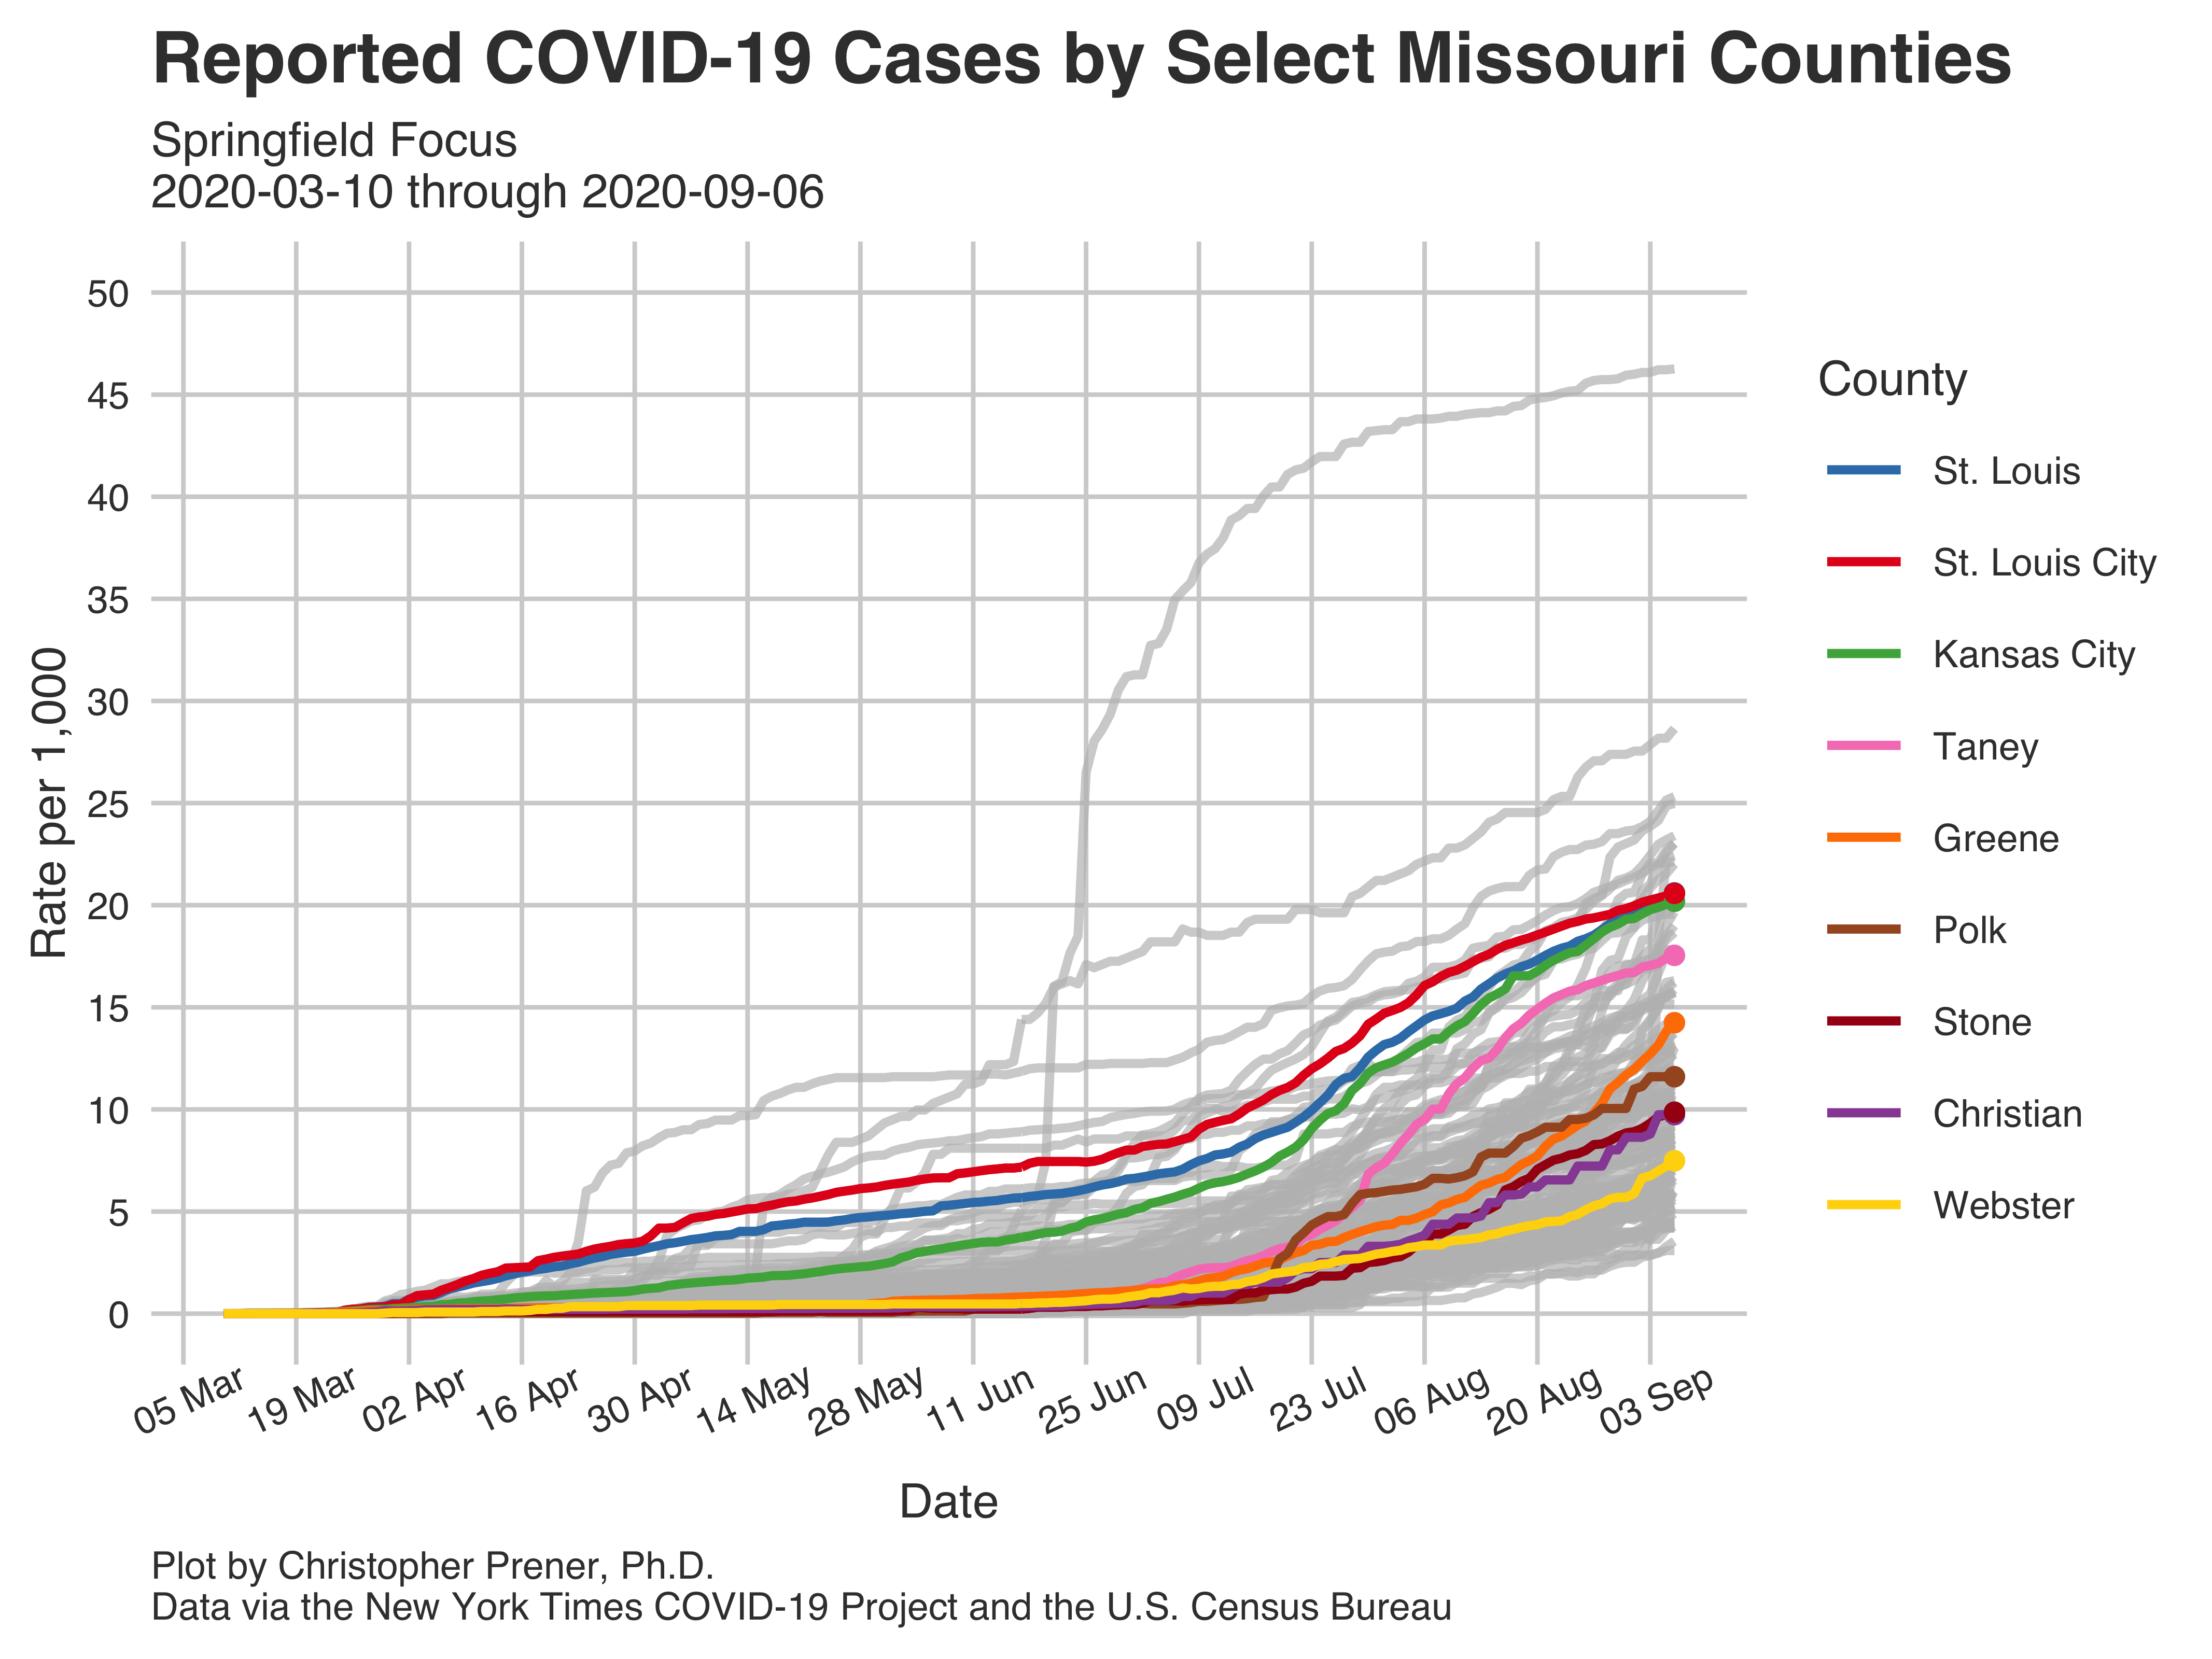 Reported COVID-19 Cases by Select Missouri Counties
Springfield Focus
2020-03-10 through 2020-09-06
Rate per 1,000
50
45
40
35
30
25
20
15
10
5
0
05 Mar
19 Mar
02 Apr
16 Apr
30 Apr
14 May
28 May
11 Jun
25 Jun
09 Jul
23 Jul
06 Aug
20 Aug
03 Sep
Date
County
St. Louis
St. Louis City
Kansas City
Taney
Greene
Polk
Stone
Christian
Webster
Plot by Christopher Prener, Ph.D.
Data via the New York Times COVID-19 Project and the U.S. Census Bureau